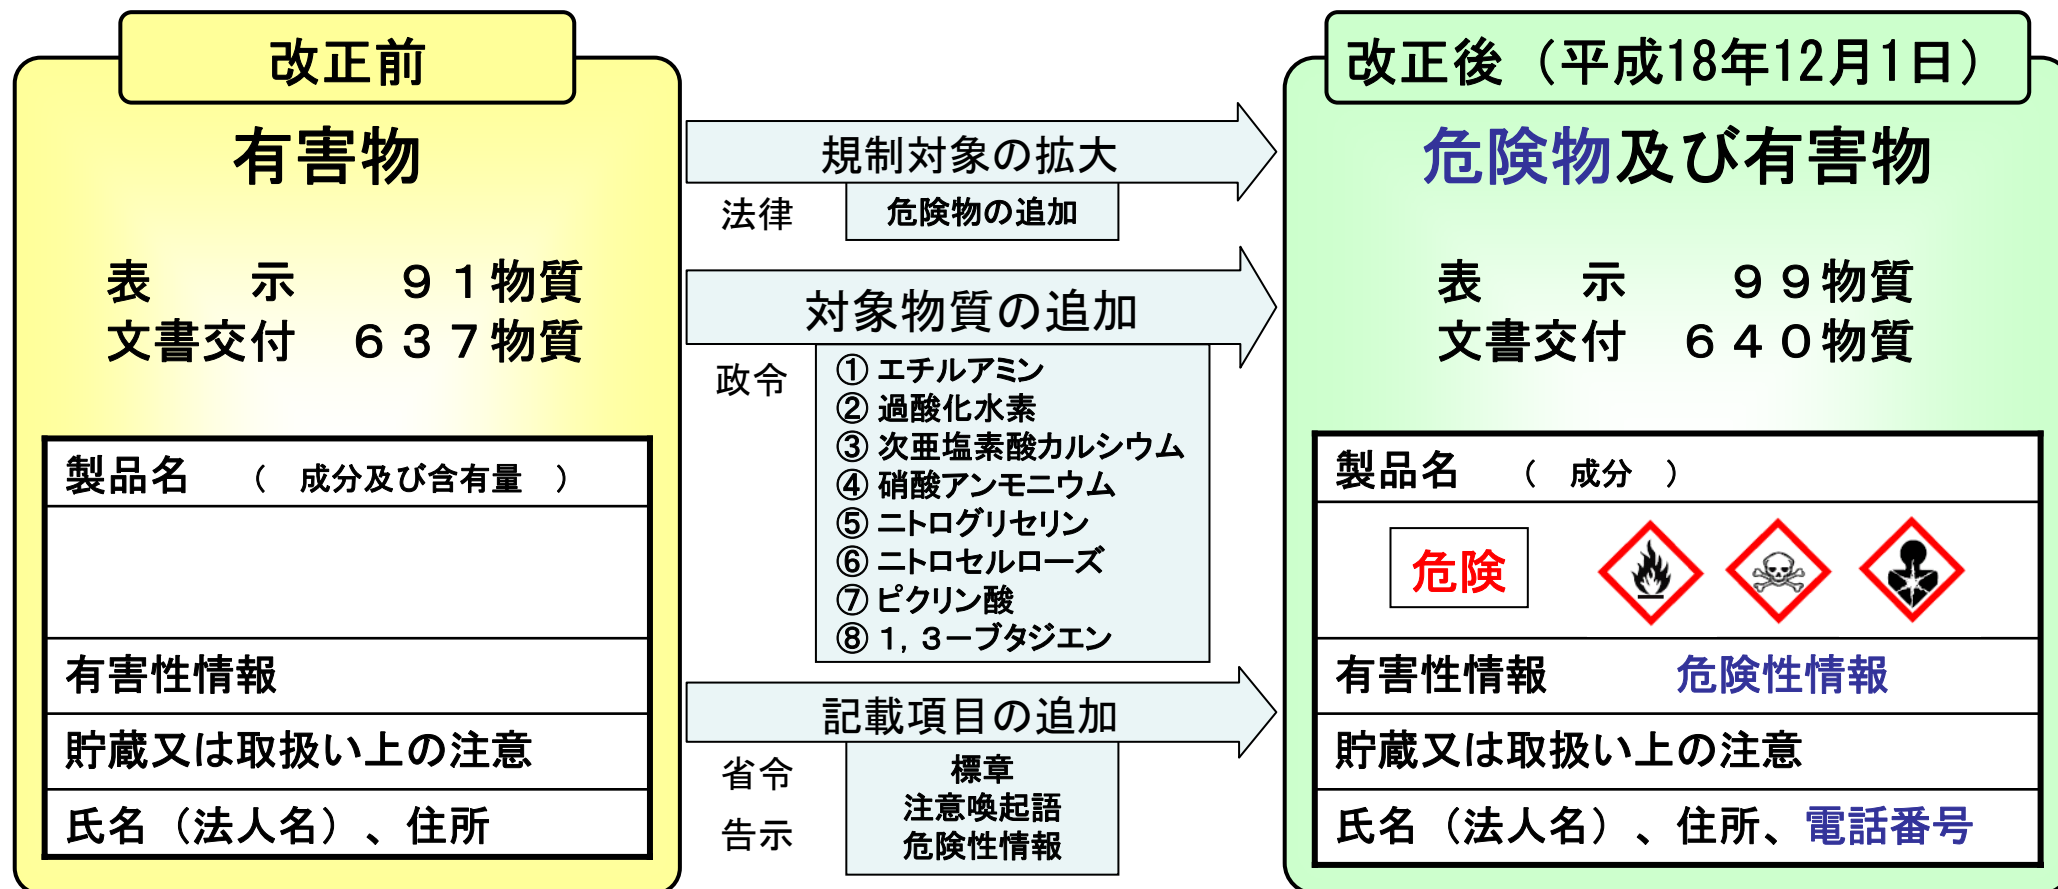 改正前
有害物
表　　示　　９１物質
文書交付　６３７物質
製品名　（　成分及び含有量　）
有害性情報
貯蔵又は取扱い上の注意
氏名（法人名）、住所
規制対象の拡大
法律
危険物の追加
対象物質の追加
政令
① エチルアミン
② 過酸化水素
③ 次亜塩素酸カルシウム
④ 硝酸アンモニウム
⑤ ニトログリセリン
⑥ ニトロセルローズ
⑦ ピクリン酸
⑧ １，３－ブタジエン
記載項目の追加
省令
告示
標章
注意喚起語
危険性情報
改正後（平成18年12月1日）
危険物及び有害物
表　　示　　９９物質
文書交付　６４０物質
製品名　（　成分　）
危険
有害性情報　　危険性情報
貯蔵又は取扱い上の注意
氏名（法人名）、住所、電話番号